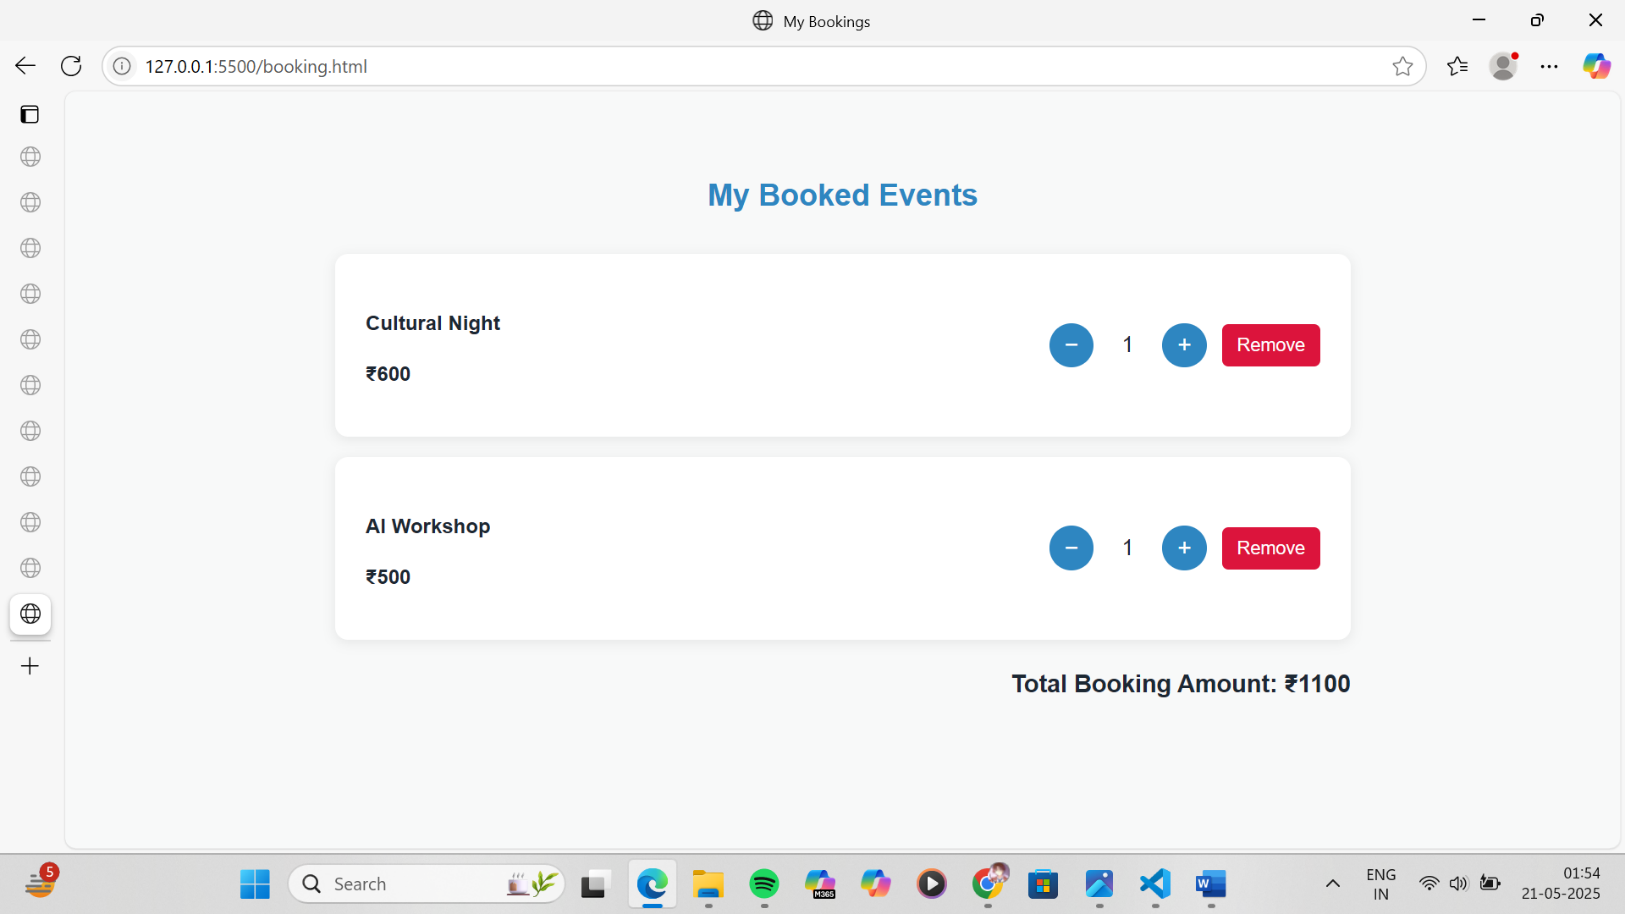 My Bookings
127.0.0.1:5500/booking.html
My Booked Events
Cultural Night
₹600
− 1 + Remove
AI Workshop
₹500
− 1 + Remove
Total Booking Amount: ₹1100
5
Search
M365
W
ENG
IN
01:54
21-05-2025